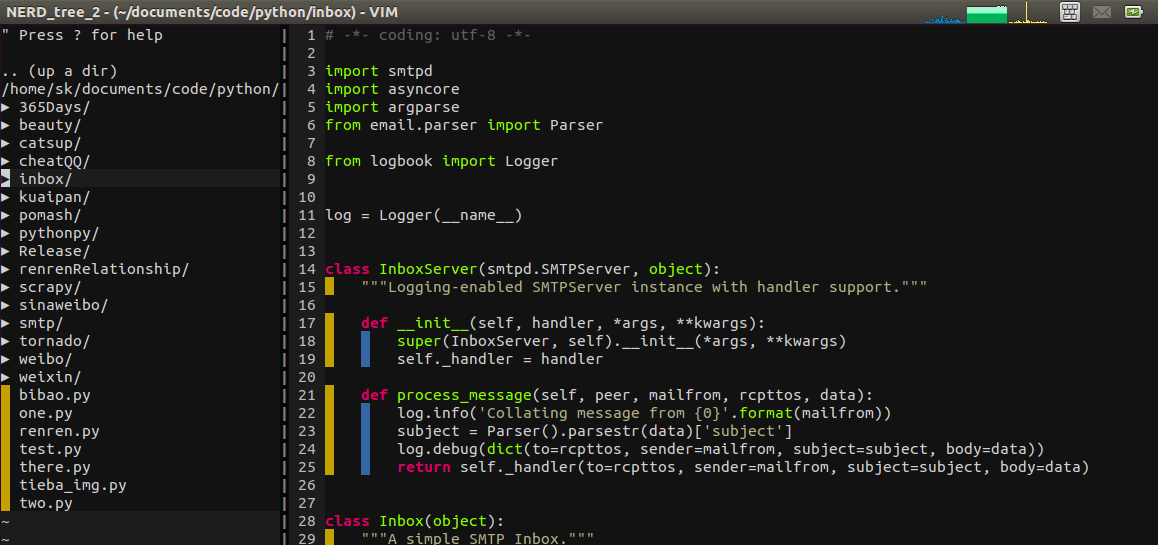 NERD_tree_2 - (~/documents/code/python/inbox) - VIM
" Press ? for help
.. (up a dir)
/home/sk/documents/code/python/
▶ 365Days/
▶ beauty/
▶ catsup/
▶ cheatQQ/
▶ inbox/
▶ kuaipan/
▶ pomash/
▶ pythonpy/
▶ Release/
▶ renrenRelationship/
▶ scrapy/
▶ sinaweibo/
▶ smtp/
▶ tornado/
▶ weibo/
▶ weixin/
bibao.py
one.py
renren.py
test.py
there.py
tieba_img.py
two.py
~
~
1 # -*- coding: utf-8 -*-
2
3 import smtpd
4 import asyncore
5 import argparse
6 from email.parser import Parser
7
8 from logbook import Logger
9
10
11 log = Logger(__name__)
12
13
14 class InboxServer(smtpd.SMTPServer, object):
15     """Logging-enabled SMTPServer instance with handler support."""
16
17     def __init__(self, handler, *args, **kwargs):
18         super(InboxServer, self).__init__(*args, **kwargs)
19         self._handler = handler
20
21     def process_message(self, peer, mailfrom, rcpttos, data):
22         log.info('Collating message from {0}'.format(mailfrom))
23         subject = Parser().parsestr(data)['subject']
24         log.debug(dict(to=rcpttos, sender=mailfrom, subject=subject, body=data))
25         return self._handler(to=rcpttos, sender=mailfrom, subject=subject, body=data)
26
27
28 class Inbox(object):
29     """A simple SMTP Inbox."""